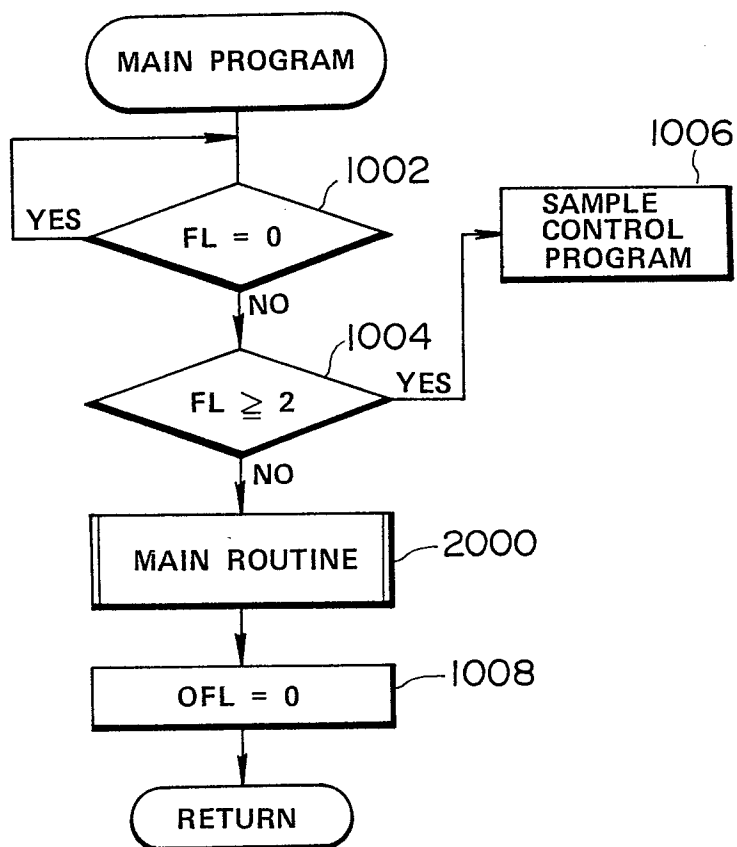 MAIN PROGRAM
1002
1006
YES
FL = 0
SAMPLE
CONTROL
PROGRAM
NO
1004
FL ≧ 2
YES
NO
MAIN ROUTINE
2000
OFL = 0
1008
RETURN